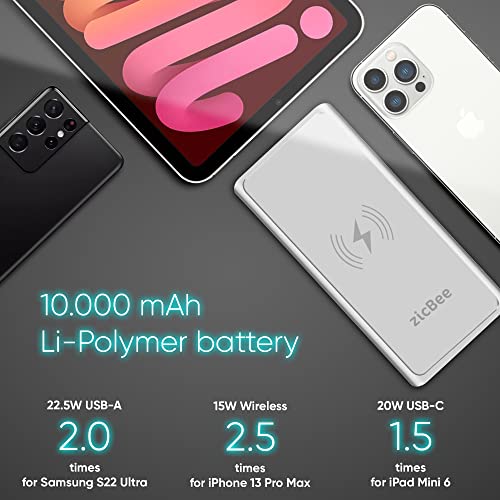 zicBee
10.000 mAh
Li-Polymer battery
22.5W USB-A
2.0
times
for Samsung S22 Ultra
15W Wireless
2.5
times
for iPhone 13 Pro Max
20W USB-C
1.5
times
for iPad Mini 6